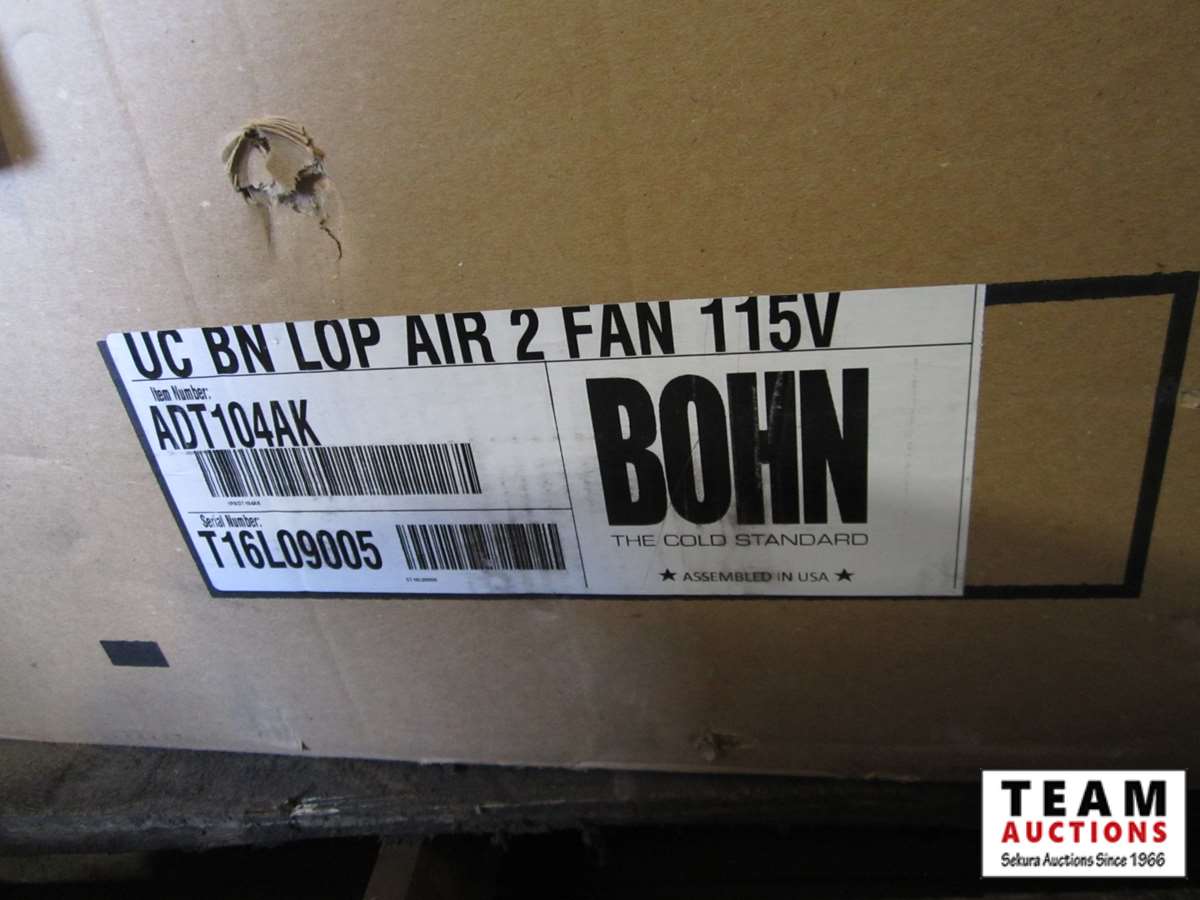 UC BN LOP AIR 2 FAN 115V
Item Number:
ADT104AK
Serial Number:
T16L09005
BOHN
THE COLD STANDARD
★ ASSEMBLED IN USA ★
TEAM
AUCTIONS
Sekura Auctions Since 1966